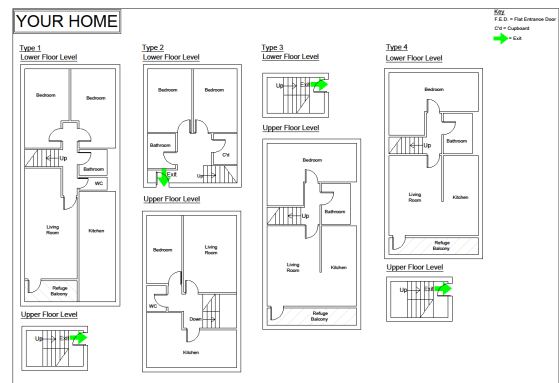 YOUR HOME
Key
F.E.D. = Flat Entrance Door
C'd = Cupboard
= Exit
Type 1
Lower Floor Level
Bedroom
Bedroom
Up
Bathroom
WC
Living
Room
Kitchen
Refuge
Balcony
Upper Floor Level
Up
Exit
Type 2
Lower Floor Level
Bedroom
Bedroom
Bathroom
C'd
Exit
Up
Upper Floor Level
Bedroom
Living
Room
WC
Down
Kitchen
Type 3
Lower Floor Level
Up
Exit
Upper Floor Level
Bedroom
Up
Bathroom
Living
Room
Kitchen
Refuge
Balcony
Type 4
Lower Floor Level
Bedroom
Up
Bathroom
Living
Room
Kitchen
Refuge
Balcony
Upper Floor Level
Up
Exit